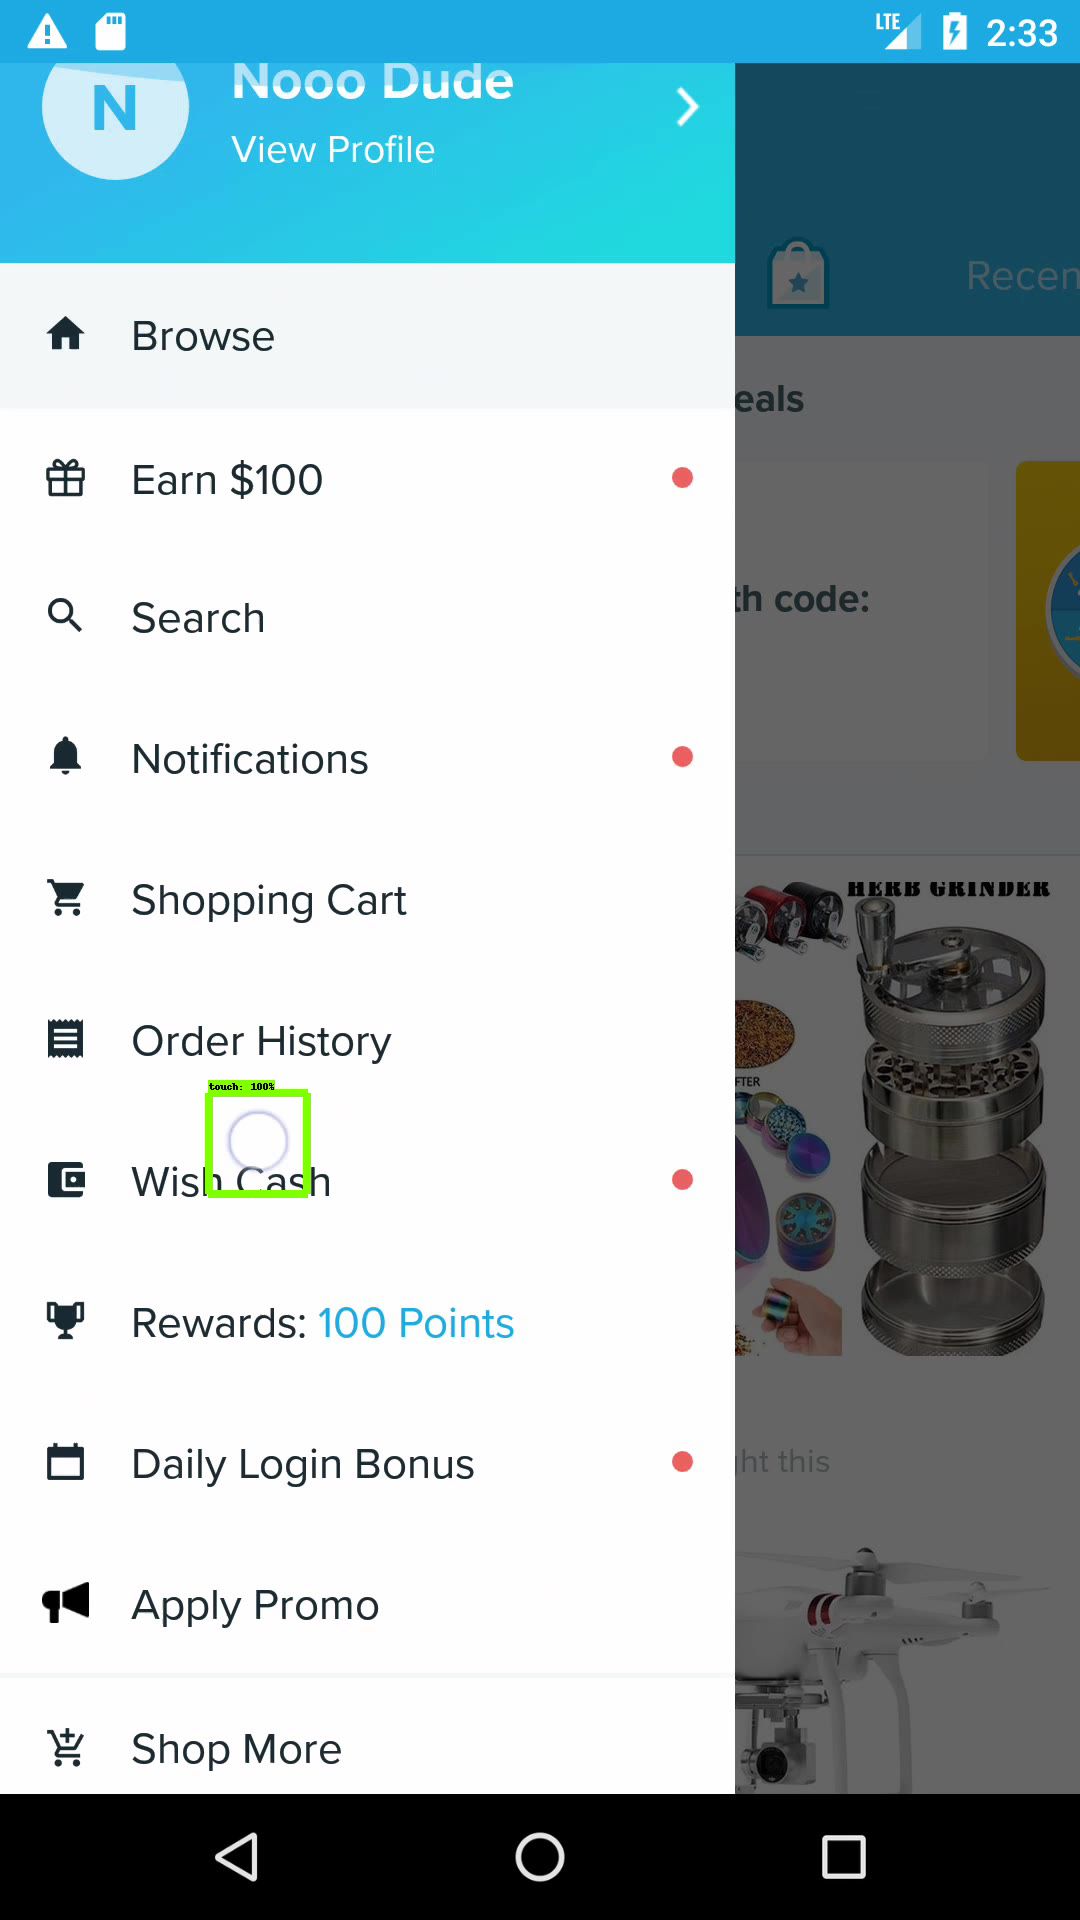 LTE 2:33
Nooo Dude
N
View Profile
Recen
Browse
eals
Earn $100
th code:
Search
Notifications
Shopping Cart
HERB GRINDER
Order History
FTER
touch: 100%
Wish Cash
Rewards: 100 Points
Daily Login Bonus
ght this
Apply Promo
Shop More